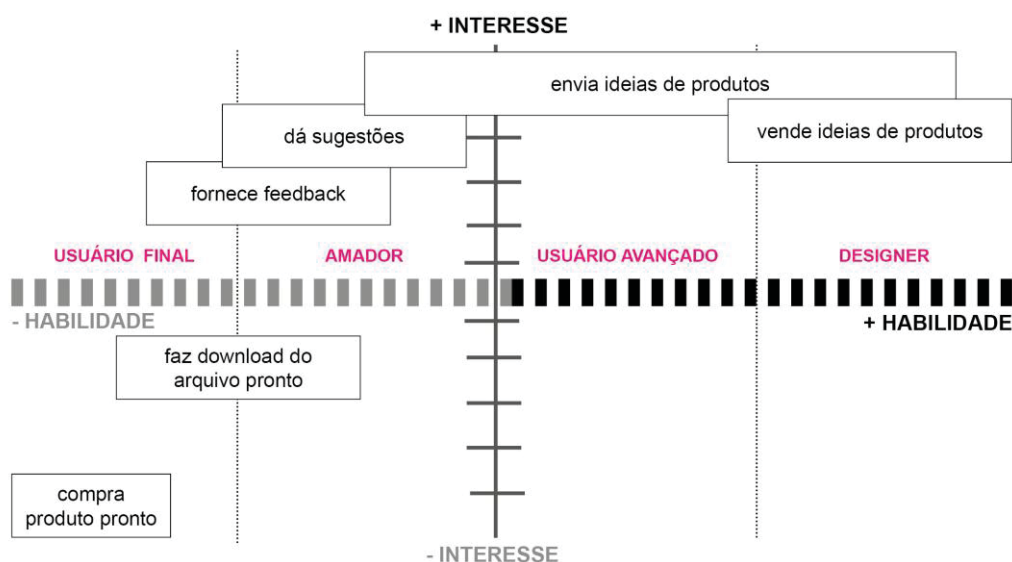 + INTERESSE
envia ideias de produtos
vende ideias de produtos
dá sugestões
fornece feedback
USUÁRIO FINAL
AMADOR
USUÁRIO AVANÇADO
DESIGNER
- HABILIDADE
+ HABILIDADE
faz download do
arquivo pronto
compra
produto pronto
- INTERESSE